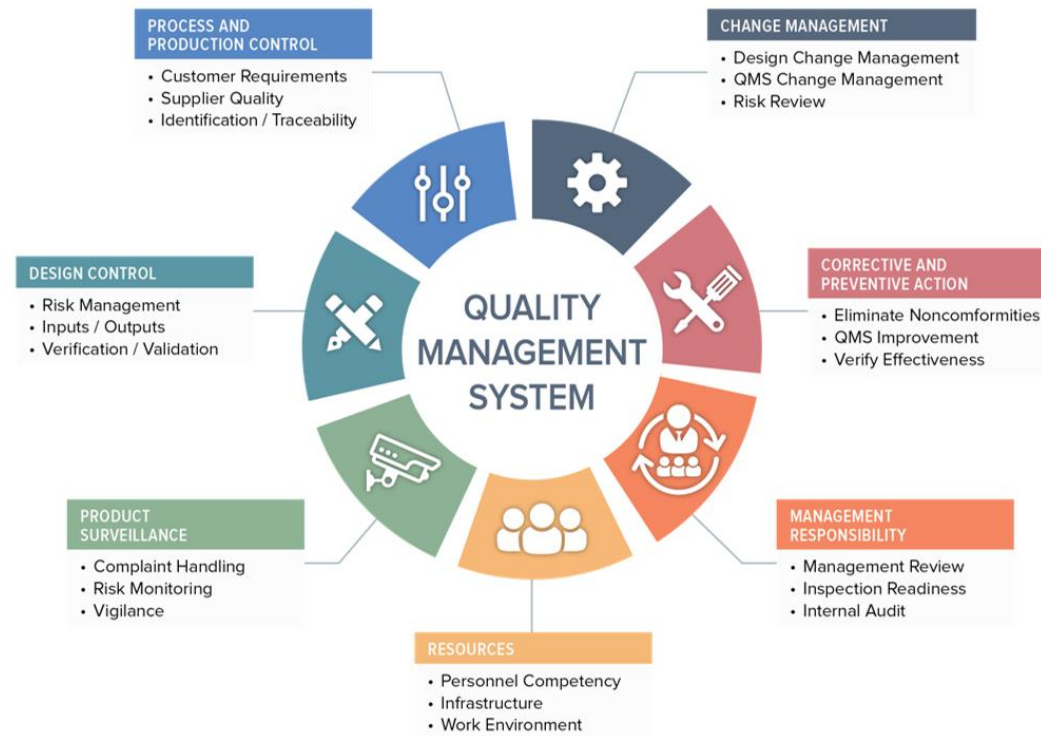 PROCESS AND
PRODUCTION CONTROL
• Customer Requirements
• Supplier Quality
• Identification / Traceability
CHANGE MANAGEMENT
• Design Change Management
• QMS Change Management
• Risk Review
DESIGN CONTROL
• Risk Management
• Inputs / Outputs
• Verification / Validation
QUALITY
MANAGEMENT
SYSTEM
CORRECTIVE AND
PREVENTIVE ACTION
• Eliminate Noncomformities
• QMS Improvement
• Verify Effectiveness
PRODUCT
SURVEILLANCE
• Complaint Handling
• Risk Monitoring
• Vigilance
MANAGEMENT
RESPONSIBILITY
• Management Review
• Inspection Readiness
• Internal Audit
RESOURCES
• Personnel Competency
• Infrastructure
• Work Environment